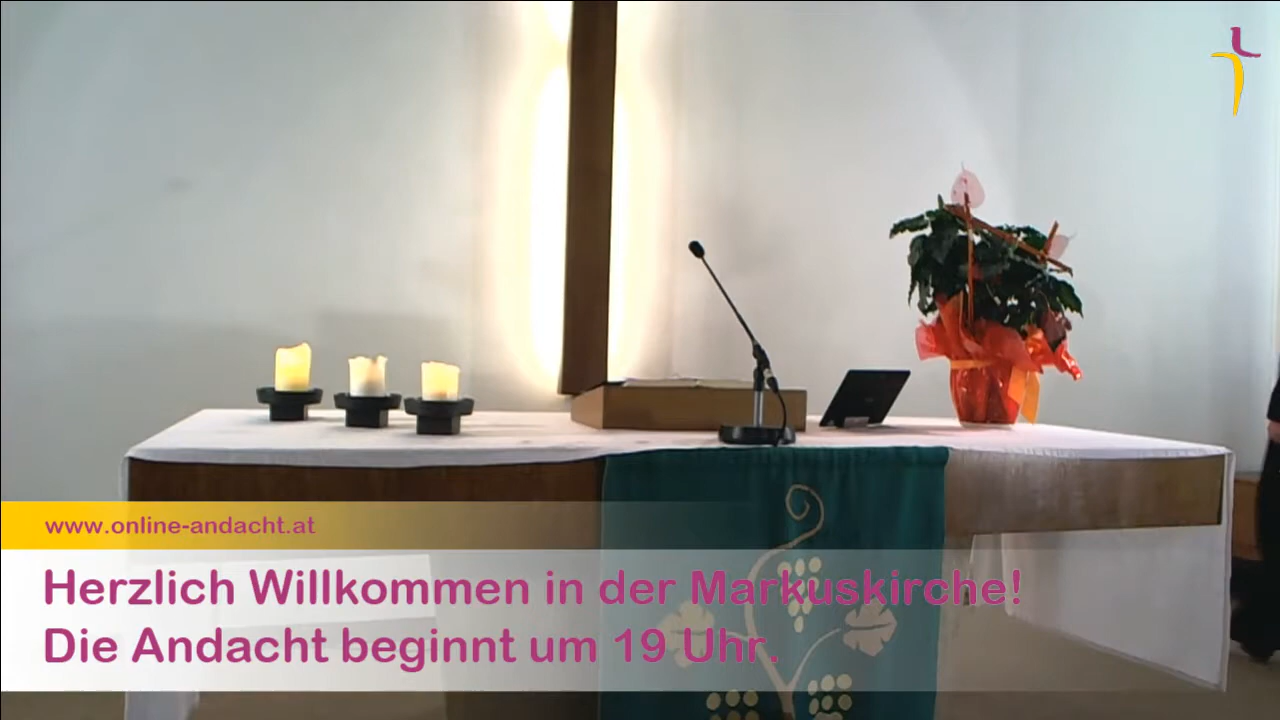 www.online-andacht.at
Herzlich Willkommen in der Markuskirche!
Die Andacht beginnt um 19 Uhr.